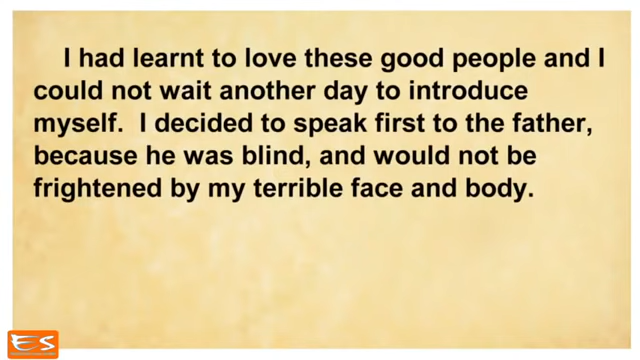 I had learnt to love these good people and I
could not wait another day to introduce
myself.  I decided to speak first to the father,
because he was blind, and would not be
frightened by my terrible face and body.
ES